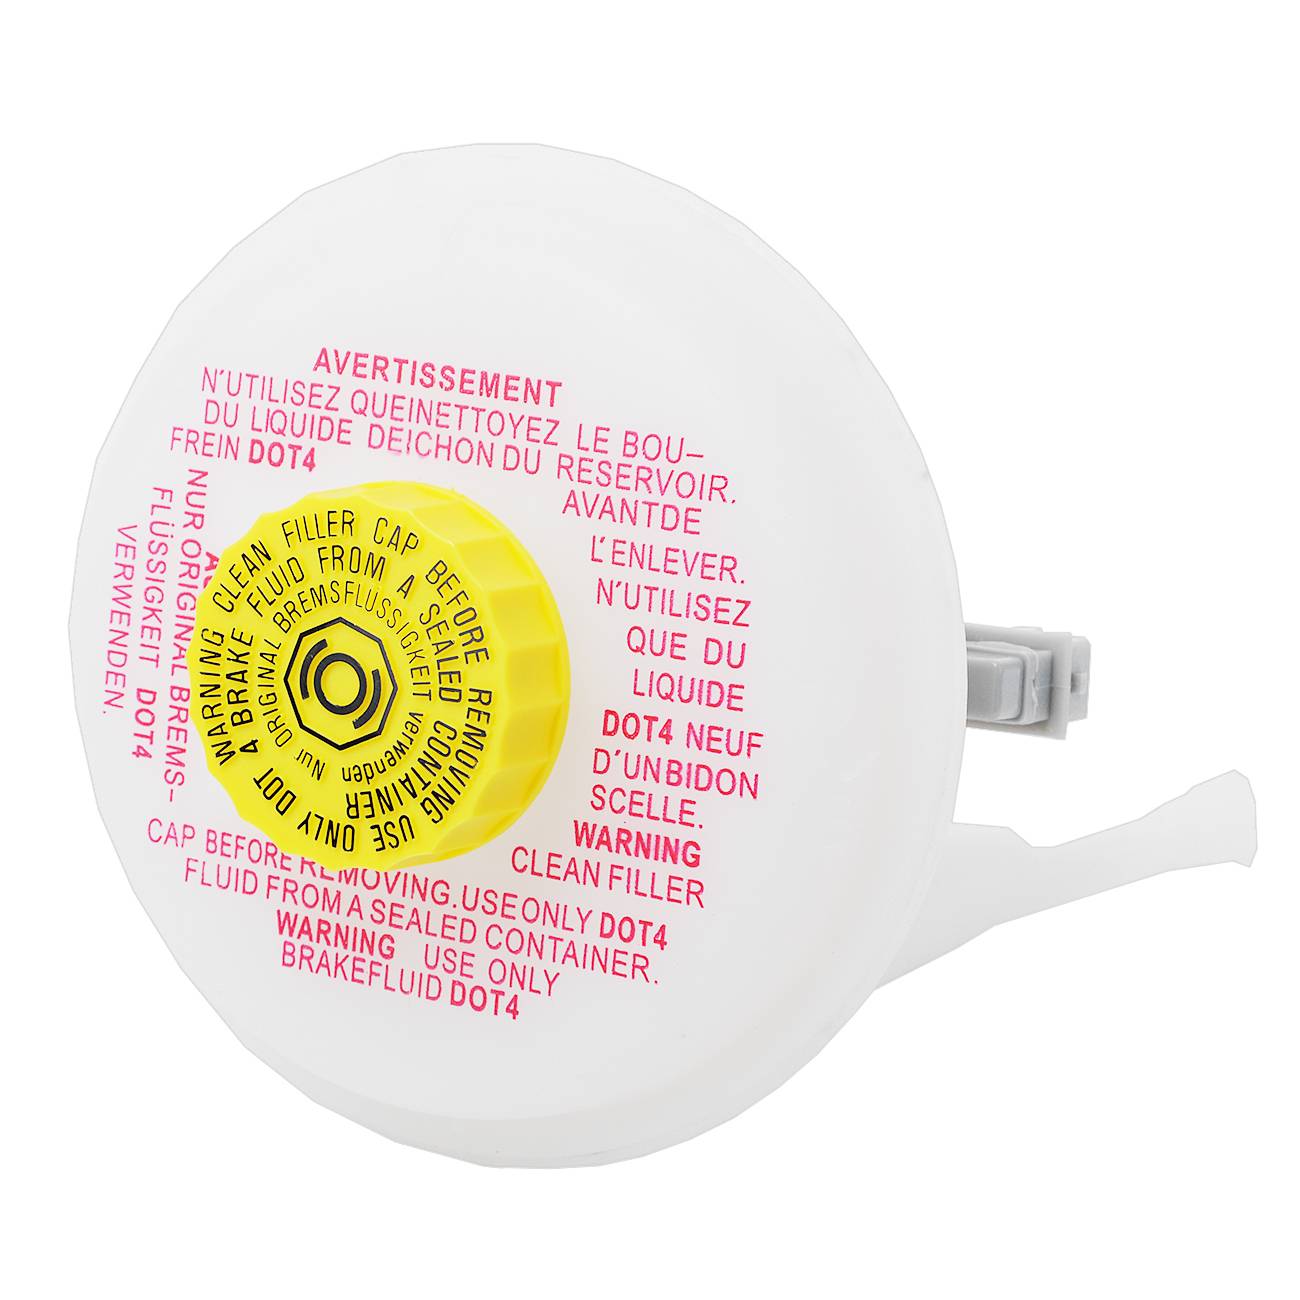 AVERTISSEMENT
N'UTILISEZ QUEINETTOYEZ LE BOU-
DU LIQUIDE DEICHON DU RESERVOIR.
FREIN DOT4
AVANTDE
L'ENLEVER.
N'UTILISEZ
QUE DU
LIQUIDE
DOT4 NEUF
D'UNBIDON
SCELLE.
WARNING
CLEAN FILLER
CAP BEFORE REMOVING.USEONLY DOT4
FLUID FROM A SEALED CONTAINER.
WARNING USE ONLY
BRAKEFLUID DOT4
NUR ORIGINAL BREMS-
FLÜSSIGKEIT DOT4
VERWENDEN.
WARNING CLEAN FILLER CAP BEFORE REMOVING USE ONLY DOT
4 BRAKE FLUID FROM A SEALED CONTAINER
Nur ORIGINAL BREMSFLUSSIGKEIT verwenden